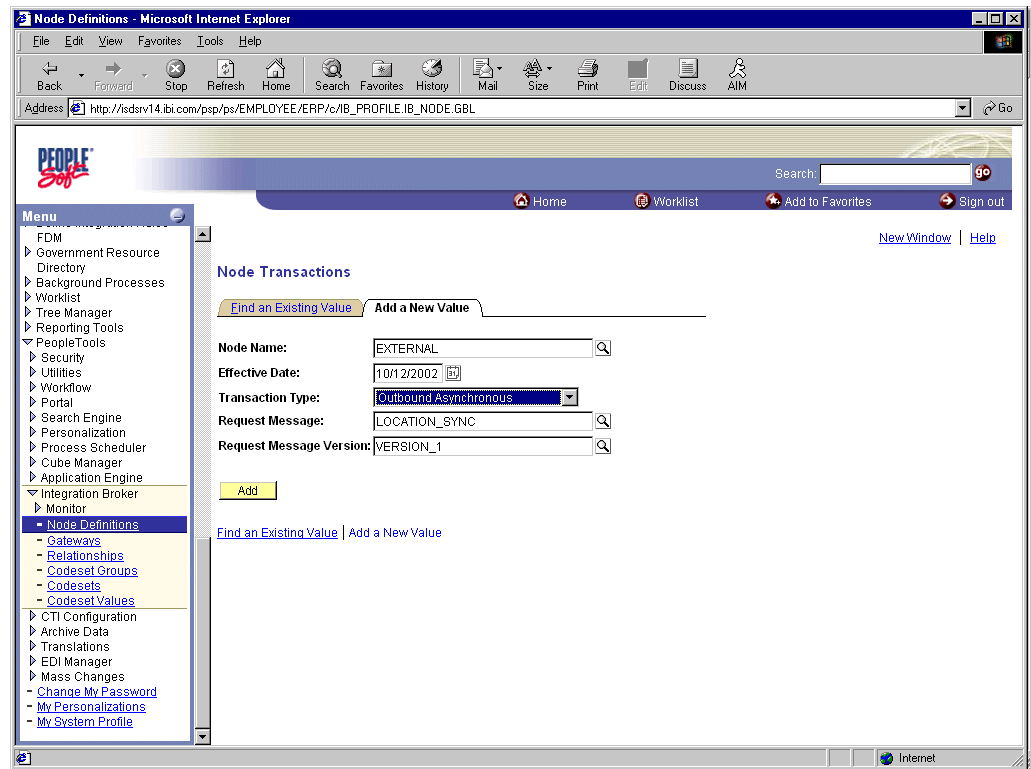 Node Definitions - Microsoft Internet Explorer
File Edit View Favorites Tools Help
Back Forward Stop Refresh Home Search Favorites History Mail Size Print Edit Discuss AIM
Address http://isdsrv14.ibi.com/psp/ps/EMPLOYEE/ERP/c/IB_PROFILE.IB_NODE.GBL Go
PEOPLE
Soft
Search: go
Home Worklist Add to Favorites Sign out
New Window | Help
Menu
FDM
Government Resource
Directory
Background Processes
Worklist
Tree Manager
Reporting Tools
PeopleTools
Security
Utilities
Workflow
Portal
Search Engine
Personalization
Process Scheduler
Cube Manager
Application Engine
Integration Broker
Monitor
- Node Definitions
- Gateways
- Relationships
- Codeset Groups
- Codesets
- Codeset Values
CTI Configuration
Archive Data
Translations
EDI Manager
Mass Changes
- Change My Password
- My Personalizations
- My System Profile
Node Transactions
Find an Existing Value Add a New Value
Node Name: EXTERNAL
Effective Date: 10/12/2002 31
Transaction Type: Outbound Asynchronous
Request Message: LOCATION_SYNC
Request Message Version: VERSION_1
Add
Find an Existing Value | Add a New Value
Internet